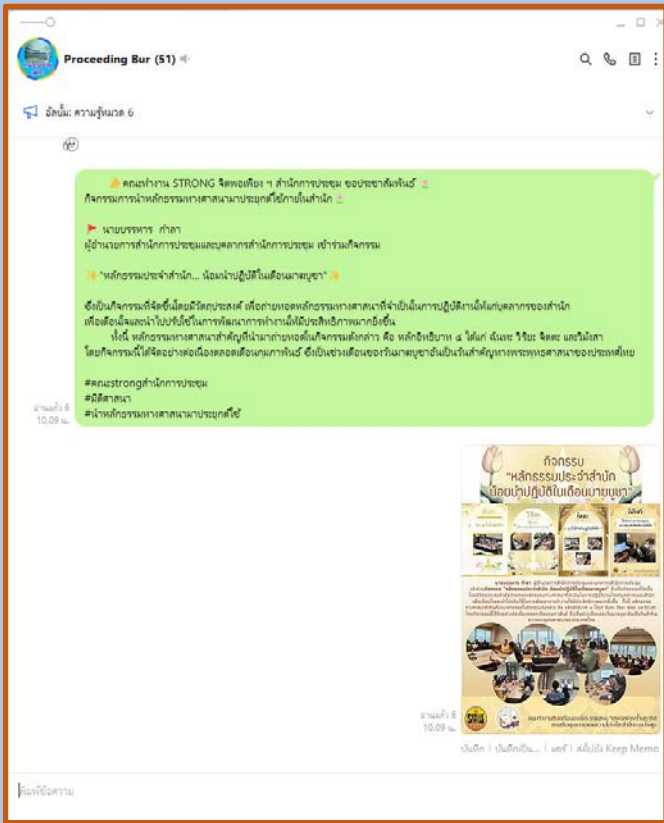 Proceeding Bur (51)
อัลบั้ม: ความรู้หมวด 6
คณะทำงาน STRONG จิตพอเพียง ฯ สำนักการประชุม ขอประชาสัมพันธ์
กิจกรรมการนำหลักธรรมทางศาสนามาประยุกต์ใช้ภายในสำนัก
นายบรรหาร กำลา
ผู้อำนวยการสำนักการประชุมและบุคลากรสำนักการประชุม เข้าร่วมกิจกรรม
"หลักธรรมประจำสำนัก... น้อมนำปฏิบัติในเดือนมาฆบูชา"
ซึ่งเป็นกิจกรรมที่จัดขึ้นโดยมีวัตถุประสงค์ เพื่อถ่ายทอดหลักธรรมทางศาสนาที่จำเป็นในการปฏิบัติงานให้แก่บุคลากรของสำนัก
เพื่อเตือนใจและนำไปปรับใช้ในการพัฒนาการทำงานให้มีประสิทธิภาพมากยิ่งขึ้น
ทั้งนี้ หลักธรรมทางศาสนาสำคัญที่นำมาถ่ายทอดในกิจกรรมดังกล่าว คือ หลักอิทธิบาท ๔ ได้แก่ ฉันทะ วิริยะ จิตตะ และวิมังสา
โดยกิจกรรมนี้ได้จัดอย่างต่อเนื่องตลอดเดือนกุมภาพันธ์ ซึ่งเป็นช่วงเดือนของวันมาฆบูชาอันเป็นวันสำคัญทางพระพุทธศาสนาของประเทศไทย
#คณะstrongสำนักการประชุม
#มิติศาสนา
#นำหลักธรรมทางศาสนามาประยุกต์ใช้
อ่านแล้ว 6
10.09 น.
กิจกรรม
"หลักธรรมประจำสำนัก
น้อมนำปฏิบัติในเดือนมาฆบูชา"
อ่านแล้ว 6
10.09 น.
บันทึก | บันทึกเป็น... | แชร์ | ส่งไปยัง Keep Memo
พิมพ์ข้อความ